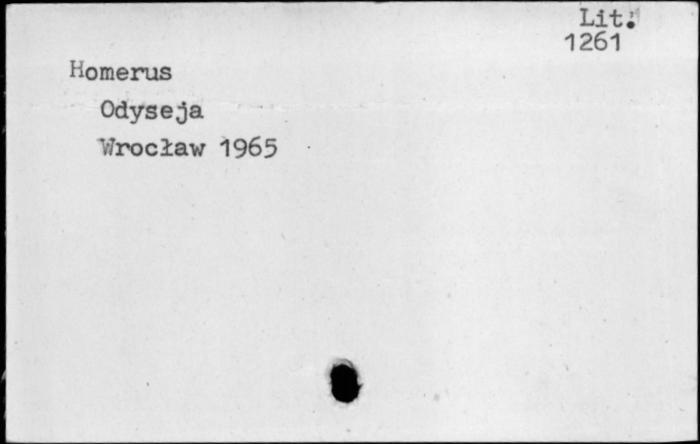 Lit.
1261
Homerus
Odyseja
Wrocław 1965